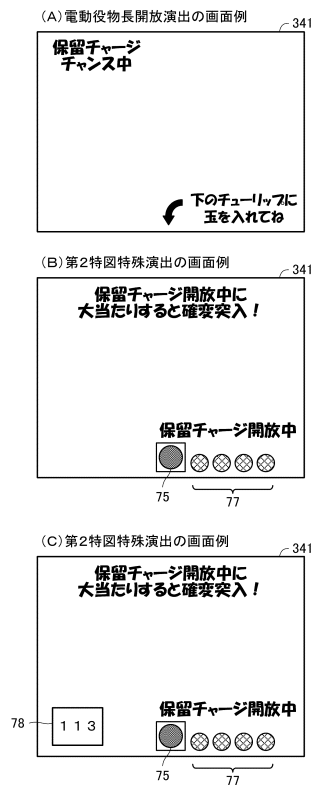 (A)電動役物長開放演出の画面例
341
保留チャージ
チャンス中
下のチューリップに
玉を入れてね
(B)第2特図特殊演出の画面例
341
保留チャージ開放中に
大当たりすると確変突入!
保留チャージ開放中
75
77
(C)第2特図特殊演出の画面例
341
保留チャージ開放中に
大当たりすると確変突入!
保留チャージ開放中
78
113
75
77